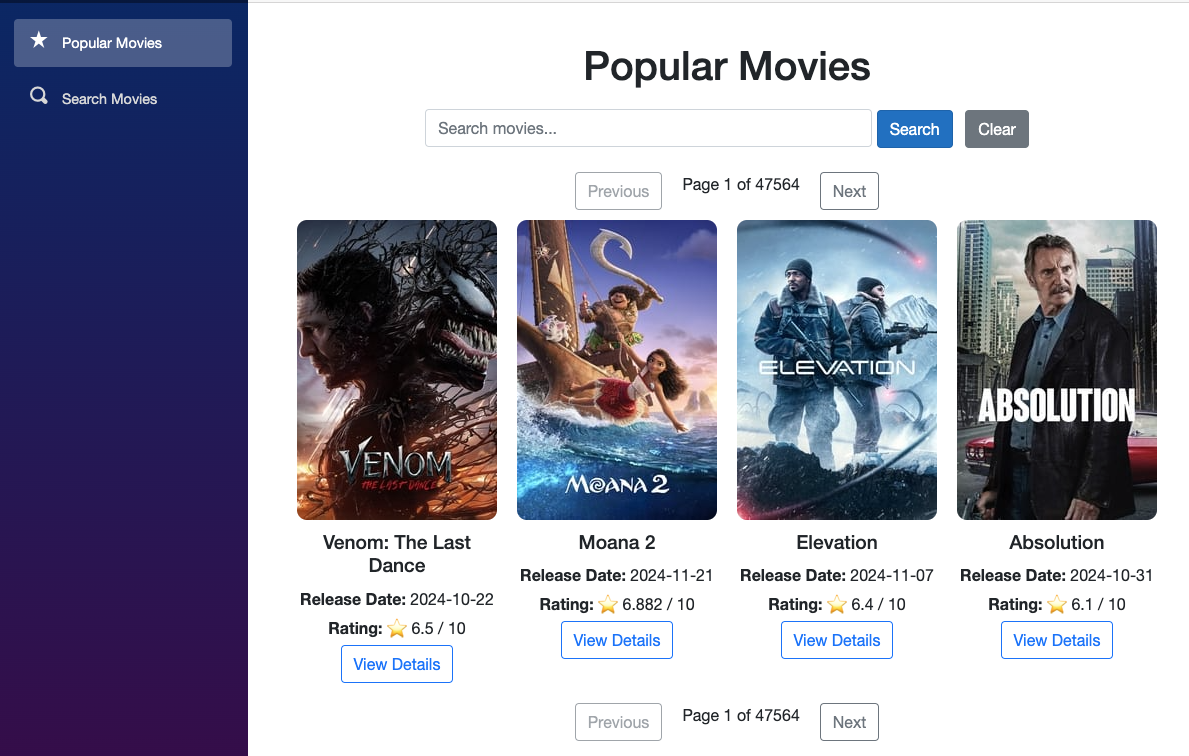 Popular Movies
Search Movies
Popular Movies
Search movies...
Search
Clear
Previous
Page 1 of 47564
Next
VENOM
THE LAST DANCE
MOANA 2
ELEVATION
ABSOLUTION
Venom: The Last
Dance
Release Date: 2024-10-22
Rating: ⭐ 6.5 / 10
View Details
Moana 2
Release Date: 2024-11-21
Rating: ⭐ 6.882 / 10
View Details
Elevation
Release Date: 2024-11-07
Rating: ⭐ 6.4 / 10
View Details
Absolution
Release Date: 2024-10-31
Rating: ⭐ 6.1 / 10
View Details
Previous
Page 1 of 47564
Next